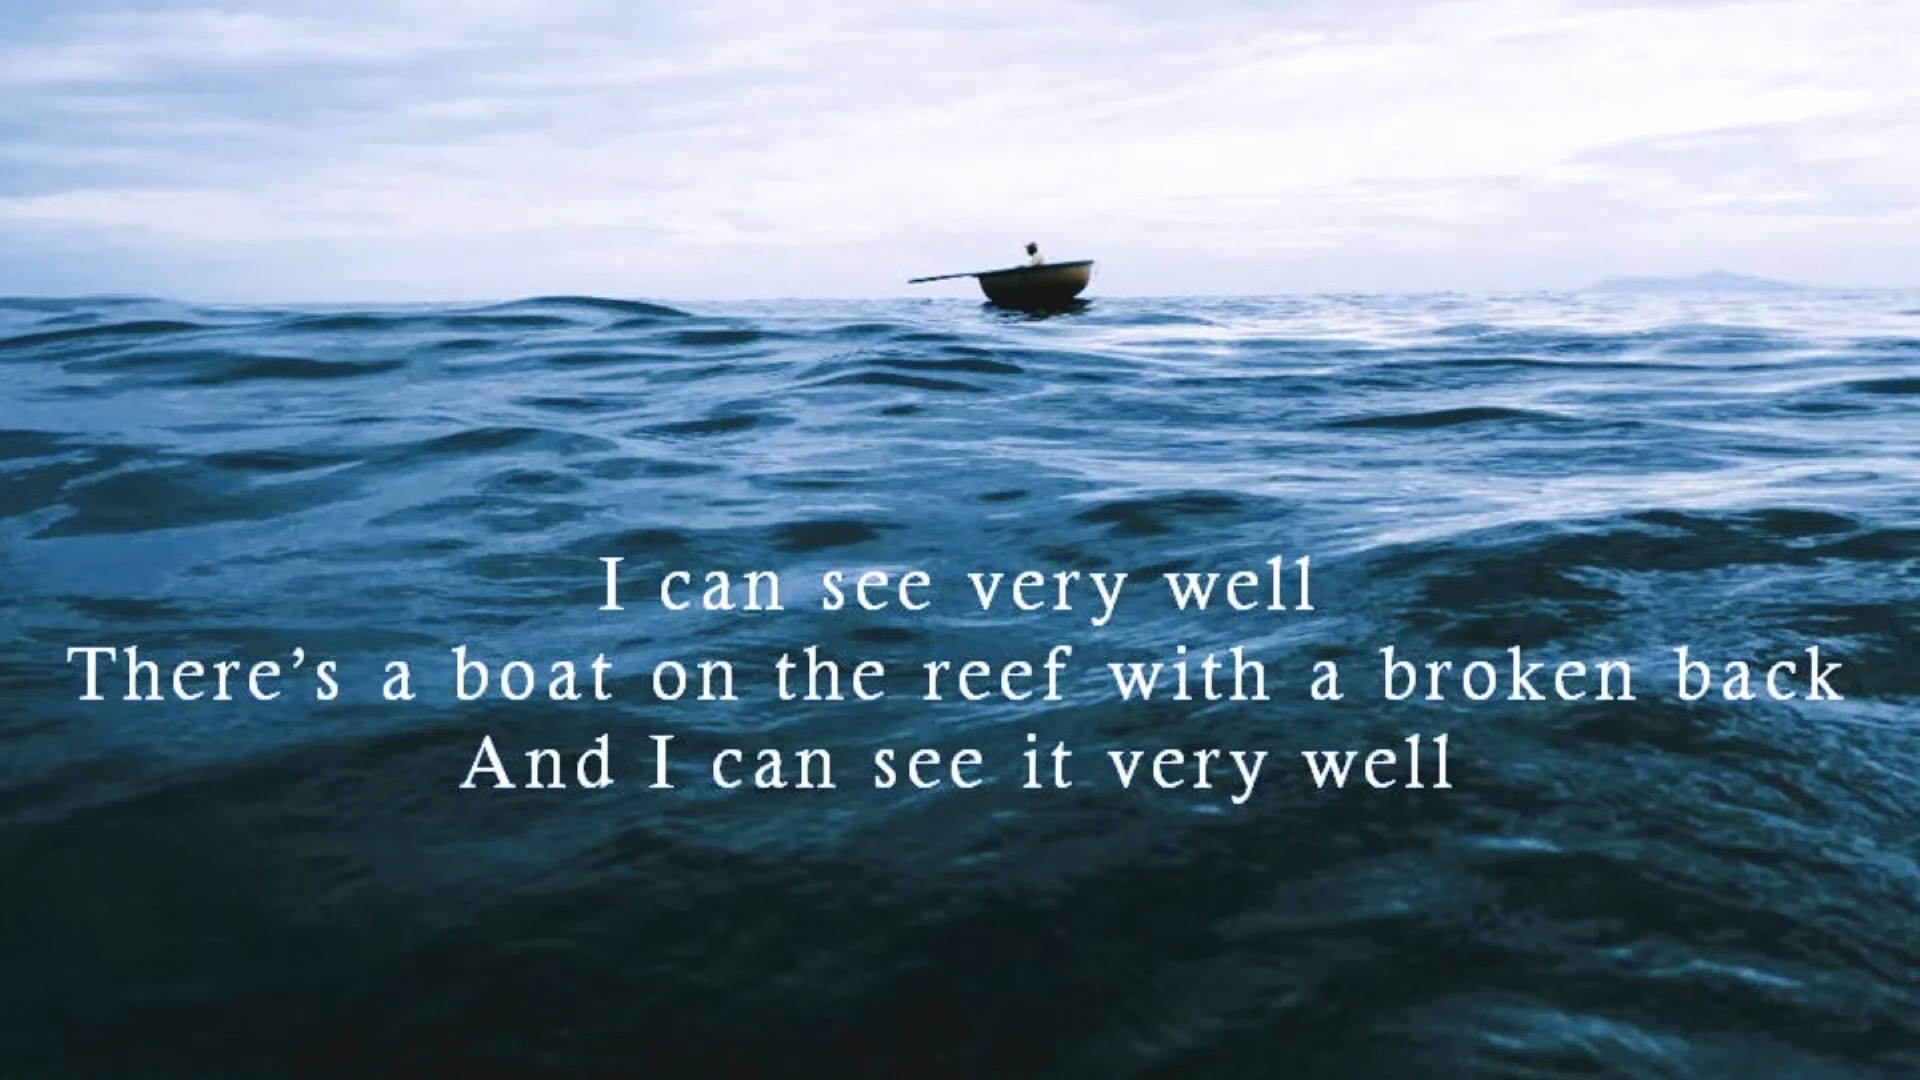 I can see very well
There’s a boat on the reef with a broken back
And I can see it very well